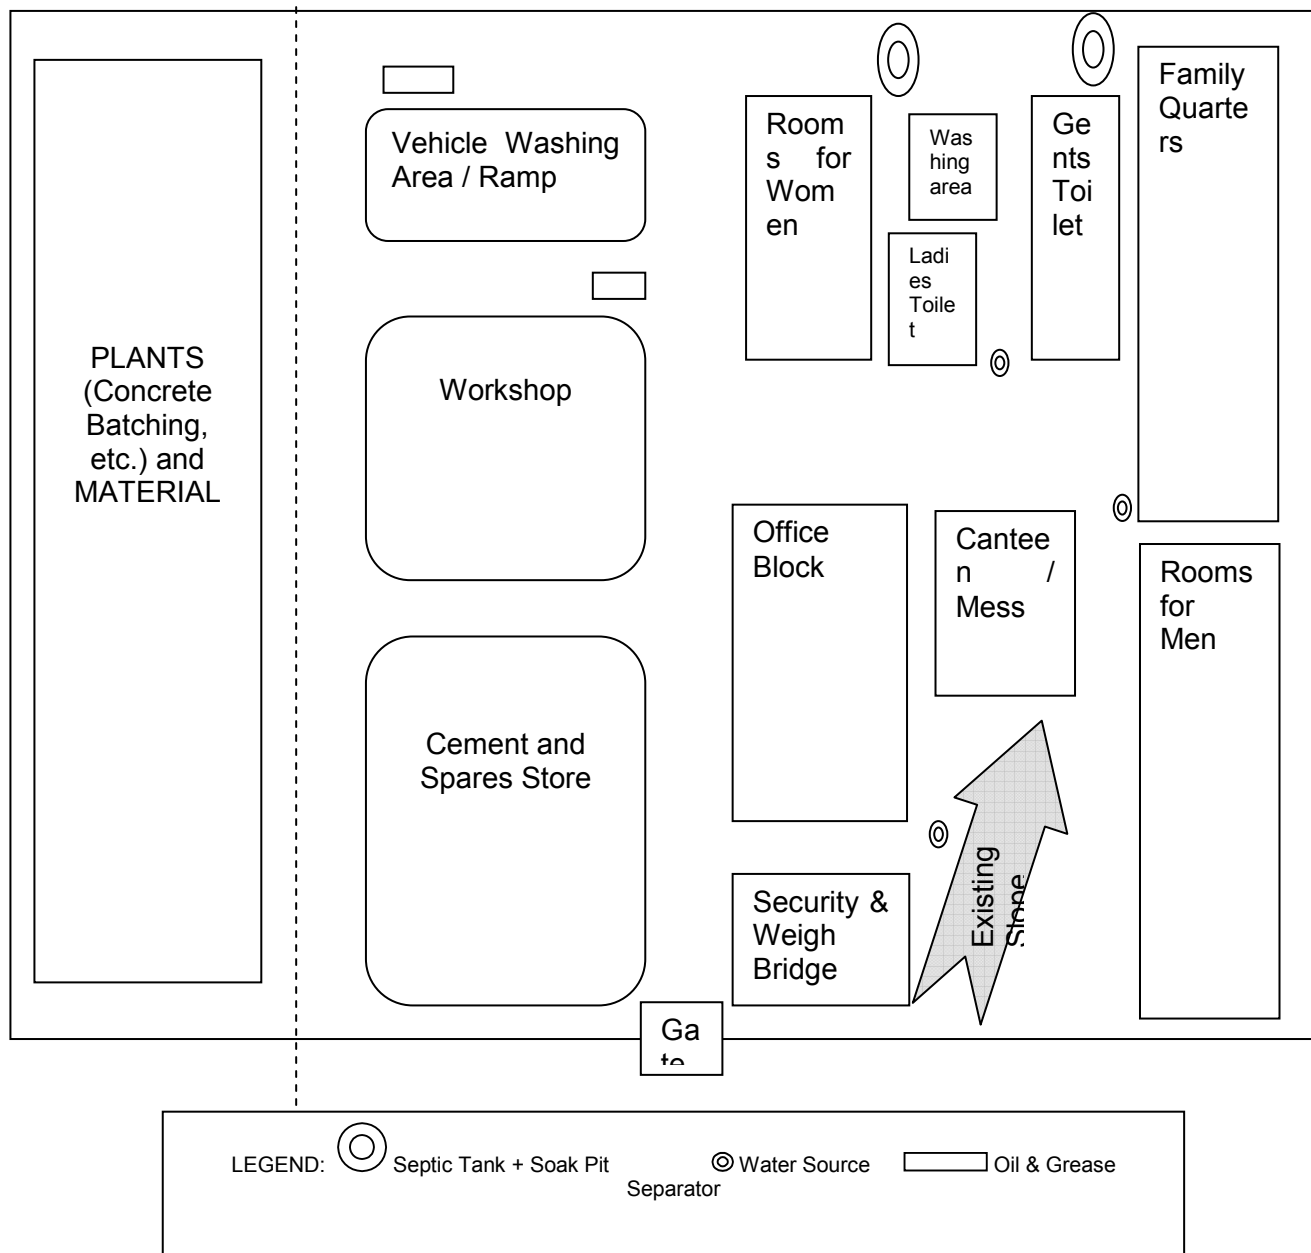 Vehicle Washing
Area / Ramp
Room
s for
Wom
en
Was
hing
area
Ge
nts
Toi
let
Family
Quarte
rs
Ladi
es
Toile
t
PLANTS
(Concrete
Batching,
etc.) and
MATERIAL
Workshop
Office
Block
Cantee
n /
Mess
Rooms
for
Men
Cement and
Spares Store
Existing
Slope
Security &
Weigh
Bridge
Ga
te
LEGEND: Septic Tank + Soak Pit Water Source Oil & Grease
Separator